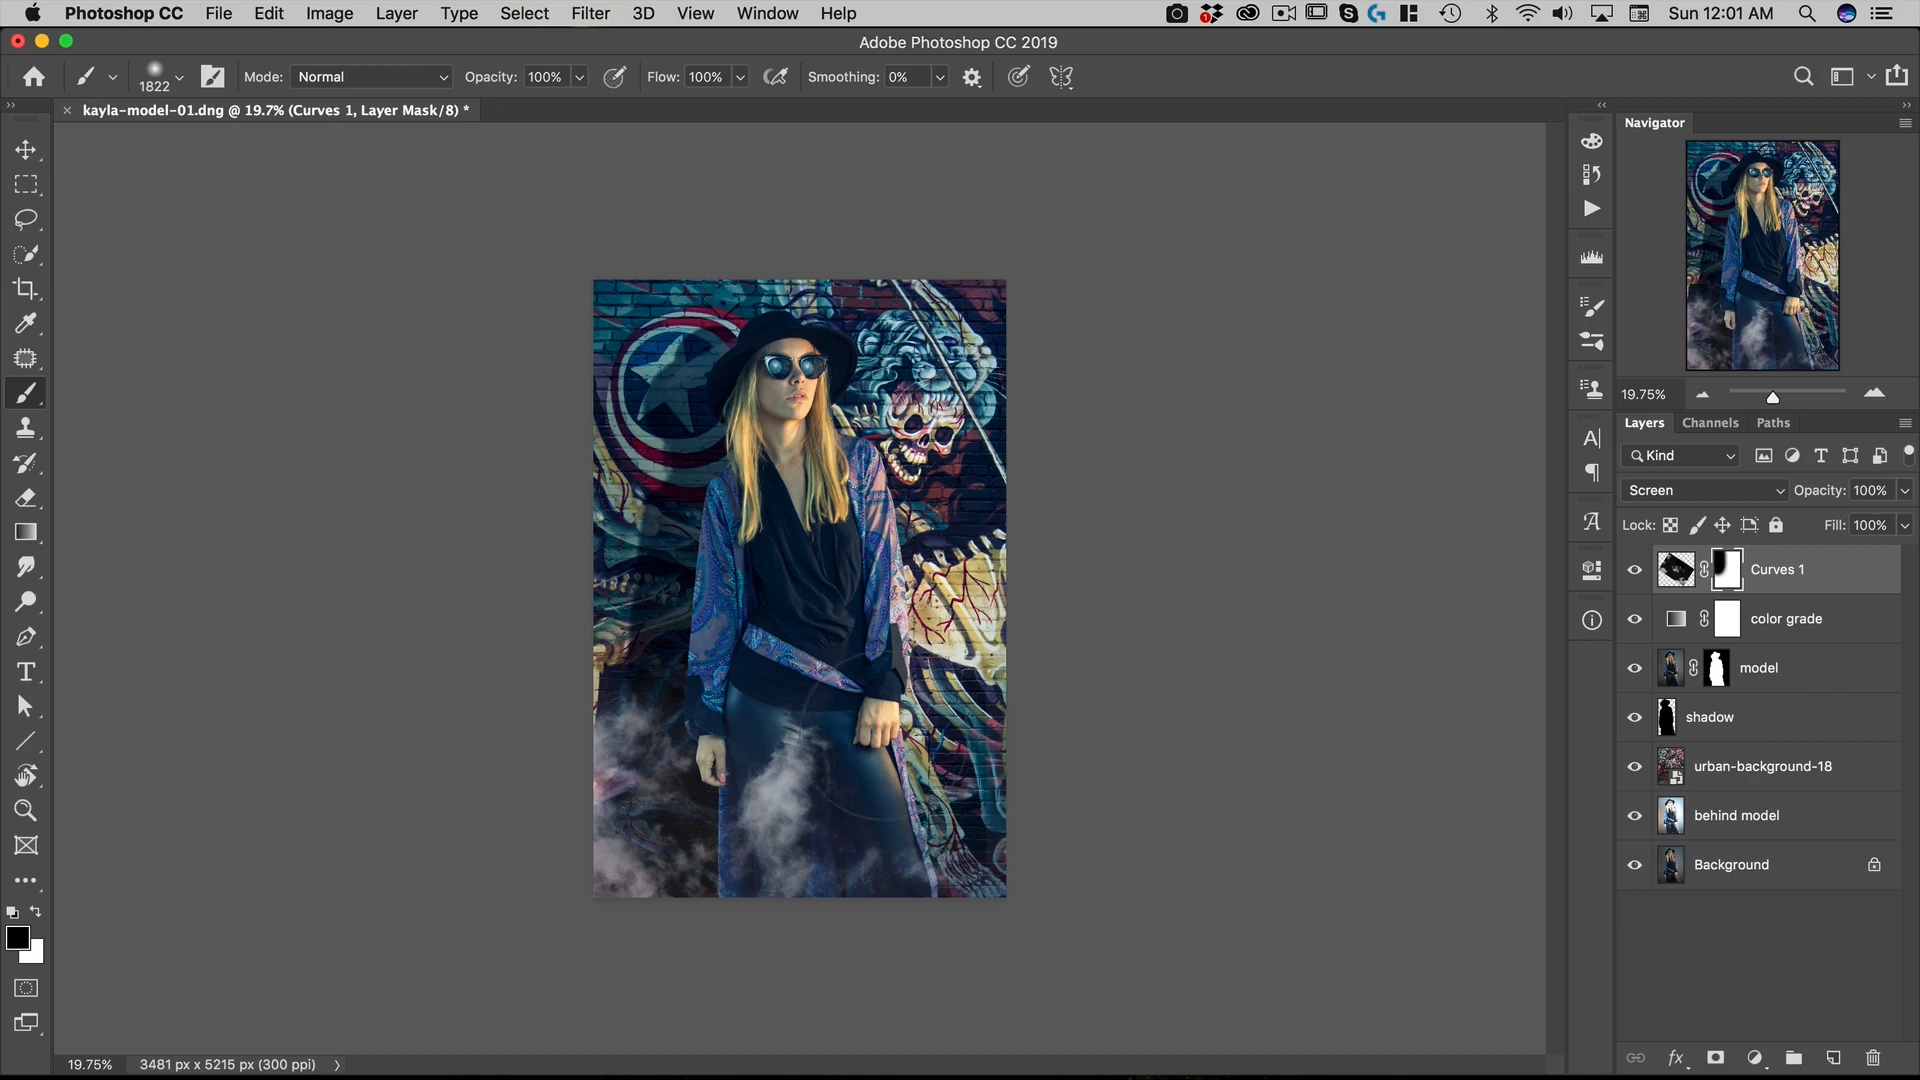 Photoshop CC File Edit Image Layer Type Select Filter 3D View Window Help Sun 12:01 AM
Adobe Photoshop CC 2019
1822 Mode: Normal Opacity: 100% Flow: 100% Smoothing: 0%
kayla-model-01.dng @ 19.7% (Curves 1, Layer Mask/8) *
Navigator
19.75%
Layers Channels Paths
Kind
Screen Opacity: 100%
Lock: Fill: 100%
Curves 1
color grade
model
shadow
urban-background-18
behind model
Background
fx
19.75% 3481 px x 5215 px (300 ppi)